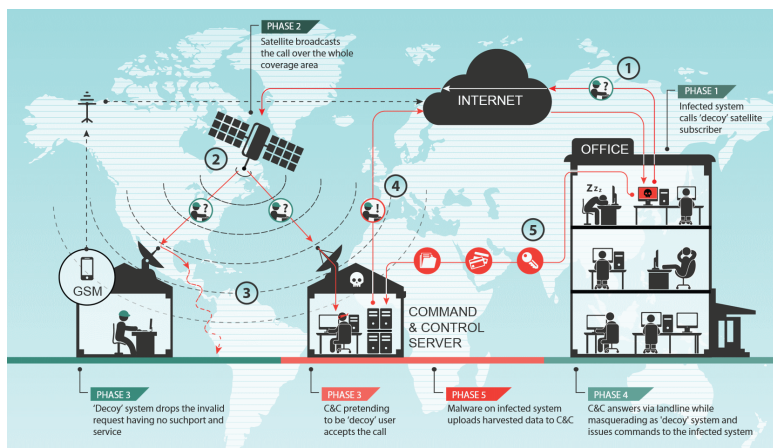 PHASE 2
Satellite broadcasts
the call over the whole
coverage area
INTERNET
1
PHASE 1
Infected system
calls 'decoy' satellite
subscriber
OFFICE
2
?
?
?
4
ZZZ
5
GSM
3
COMMAND
& CONTROL
SERVER
PHASE 3
'Decoy' system drops the invalid
request having no suchport and
service
PHASE 3
C&C pretending
to be 'decoy' user
accepts the call
PHASE 5
Malware on infected system
uploads harvested data to C&C
PHASE 4
C&C answers via landline while
masquerading as 'decoy' system and
issues commands to the infected system